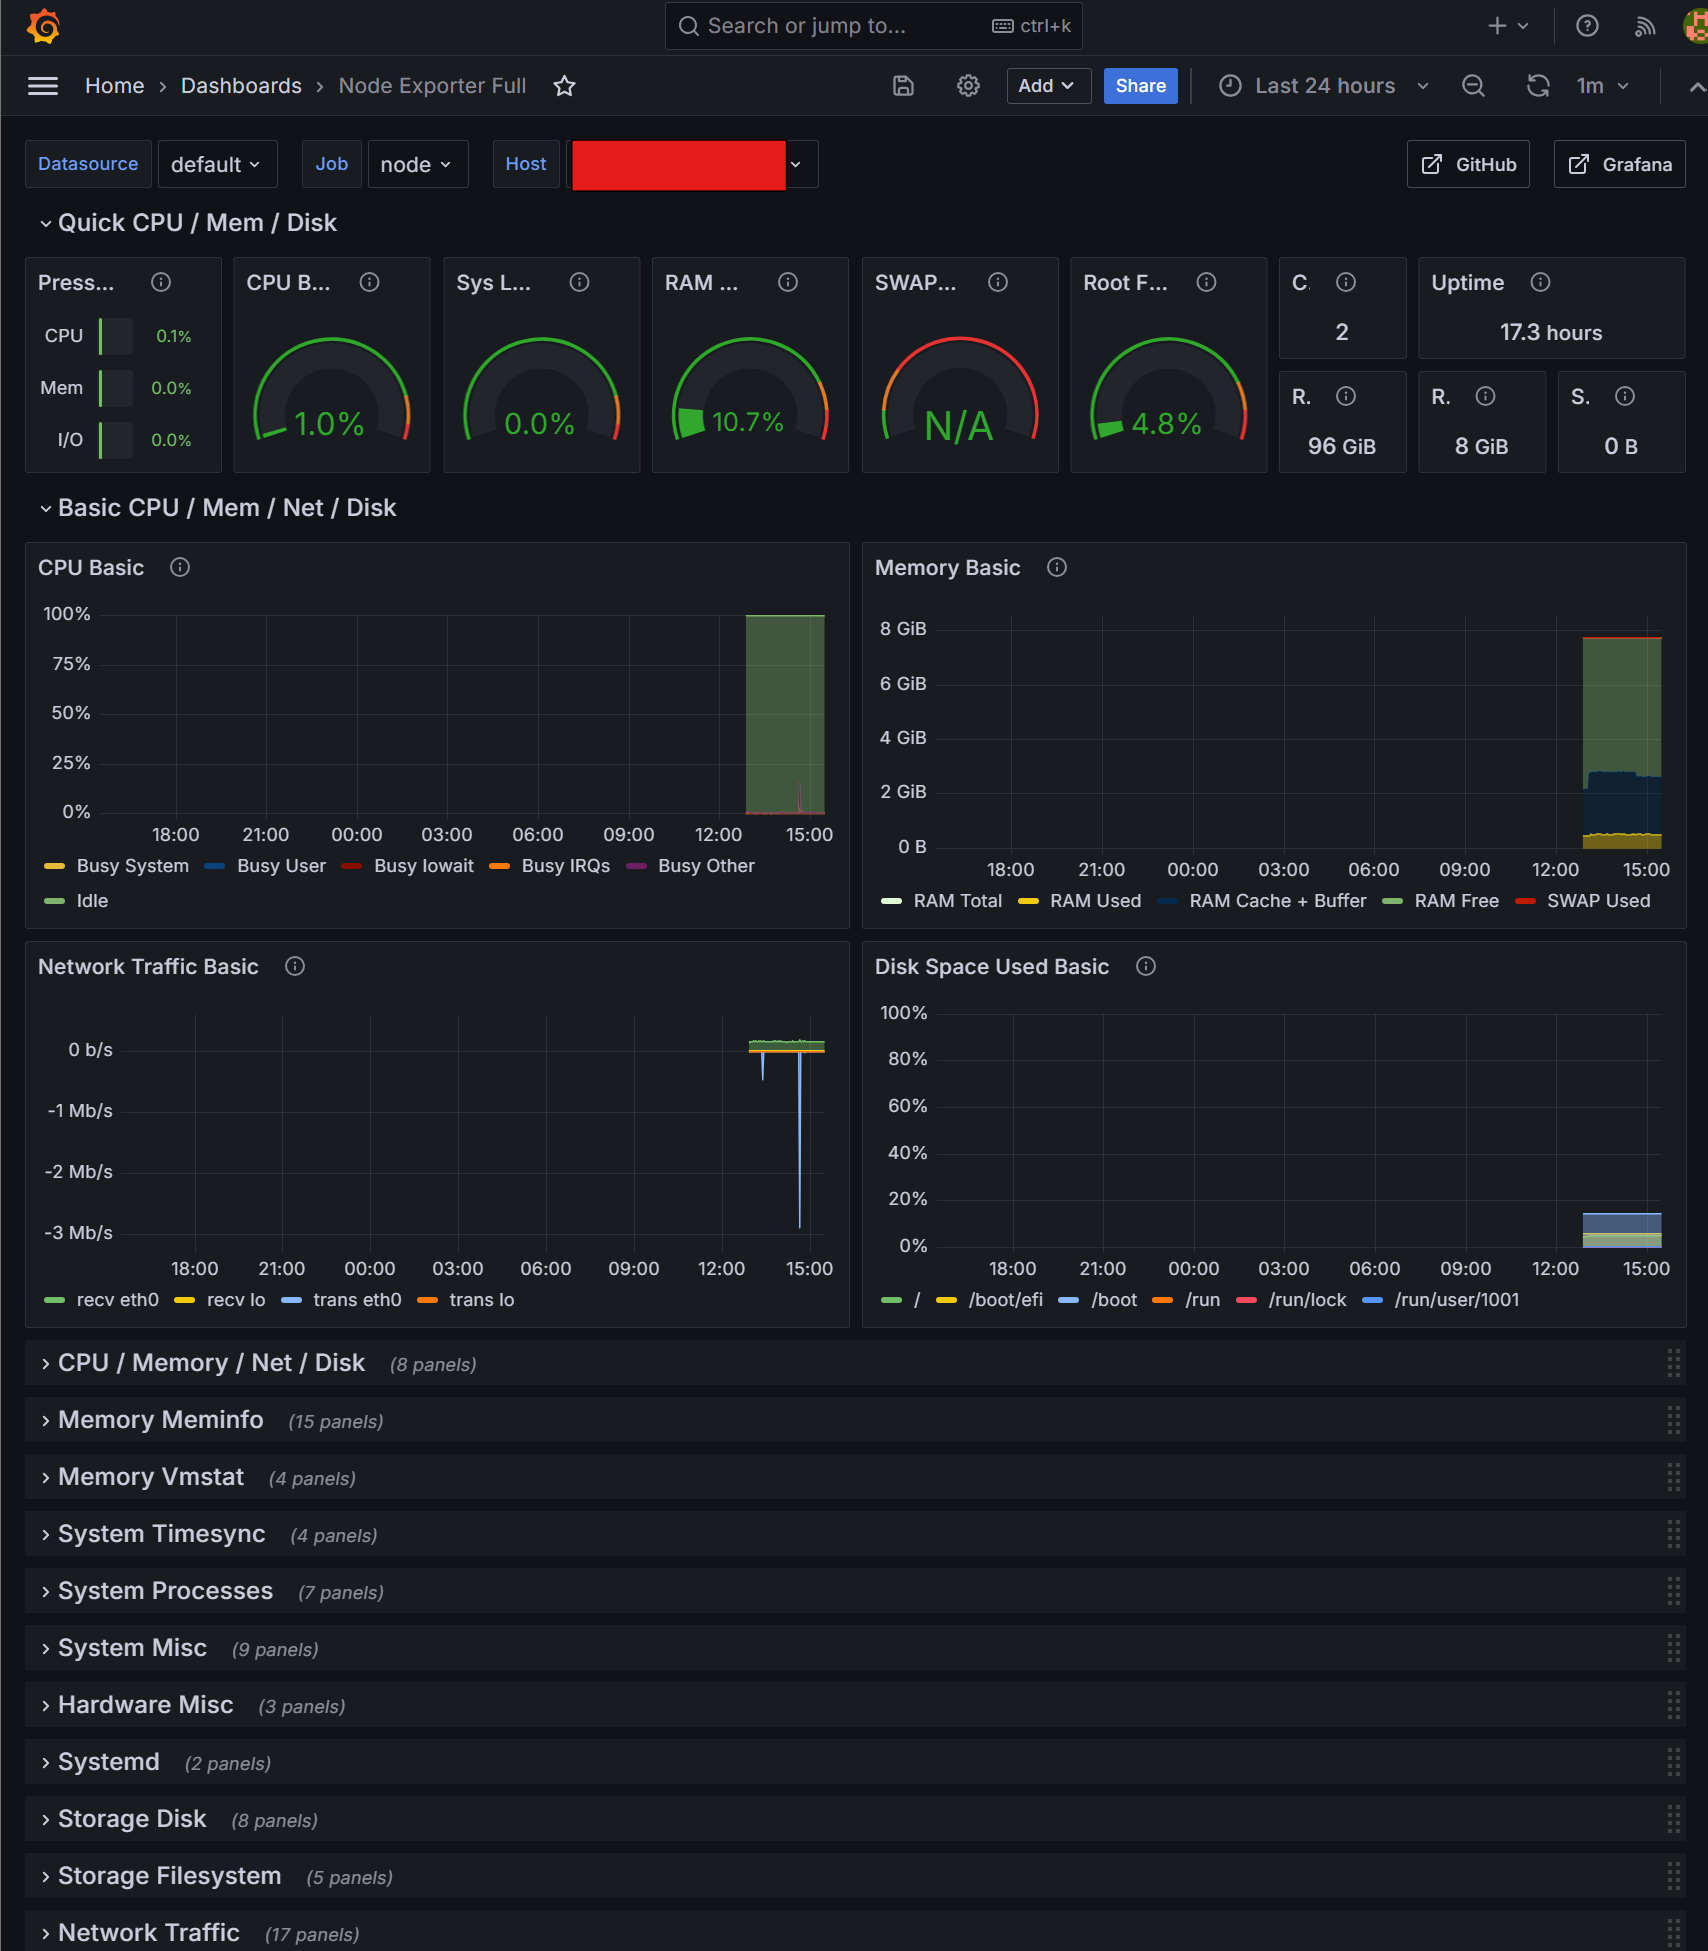 Search or jump to... ctrl+k
Home › Dashboards › Node Exporter Full
Add
Share
Last 24 hours
1m
Datasource default
Job node
Host
GitHub
Grafana
Quick CPU / Mem / Disk
Press...
CPU 0.1%
Mem 0.0%
I/O 0.0%
CPU B...
1.0%
Sys L...
0.0%
RAM ...
10.7%
SWAP...
N/A
Root F...
4.8%
C.
2
Uptime
17.3 hours
R.
96 GiB
R.
8 GiB
S.
0 B
Basic CPU / Mem / Net / Disk
CPU Basic
100%
75%
50%
25%
0%
18:00 21:00 00:00 03:00 06:00 09:00 12:00 15:00
Busy System Busy User Busy Iowait Busy IRQs Busy Other
Idle
Memory Basic
8 GiB
6 GiB
4 GiB
2 GiB
0 B
18:00 21:00 00:00 03:00 06:00 09:00 12:00 15:00
RAM Total RAM Used RAM Cache + Buffer RAM Free SWAP Used
Network Traffic Basic
0 b/s
-1 Mb/s
-2 Mb/s
-3 Mb/s
18:00 21:00 00:00 03:00 06:00 09:00 12:00 15:00
recv eth0 recv lo trans eth0 trans lo
Disk Space Used Basic
100%
80%
60%
40%
20%
0%
18:00 21:00 00:00 03:00 06:00 09:00 12:00 15:00
/ /boot/efi /boot /run /run/lock /run/user/1001
CPU / Memory / Net / Disk (8 panels)
Memory Meminfo (15 panels)
Memory Vmstat (4 panels)
System Timesync (4 panels)
System Processes (7 panels)
System Misc (9 panels)
Hardware Misc (3 panels)
Systemd (2 panels)
Storage Disk (8 panels)
Storage Filesystem (5 panels)
Network Traffic (17 panels)